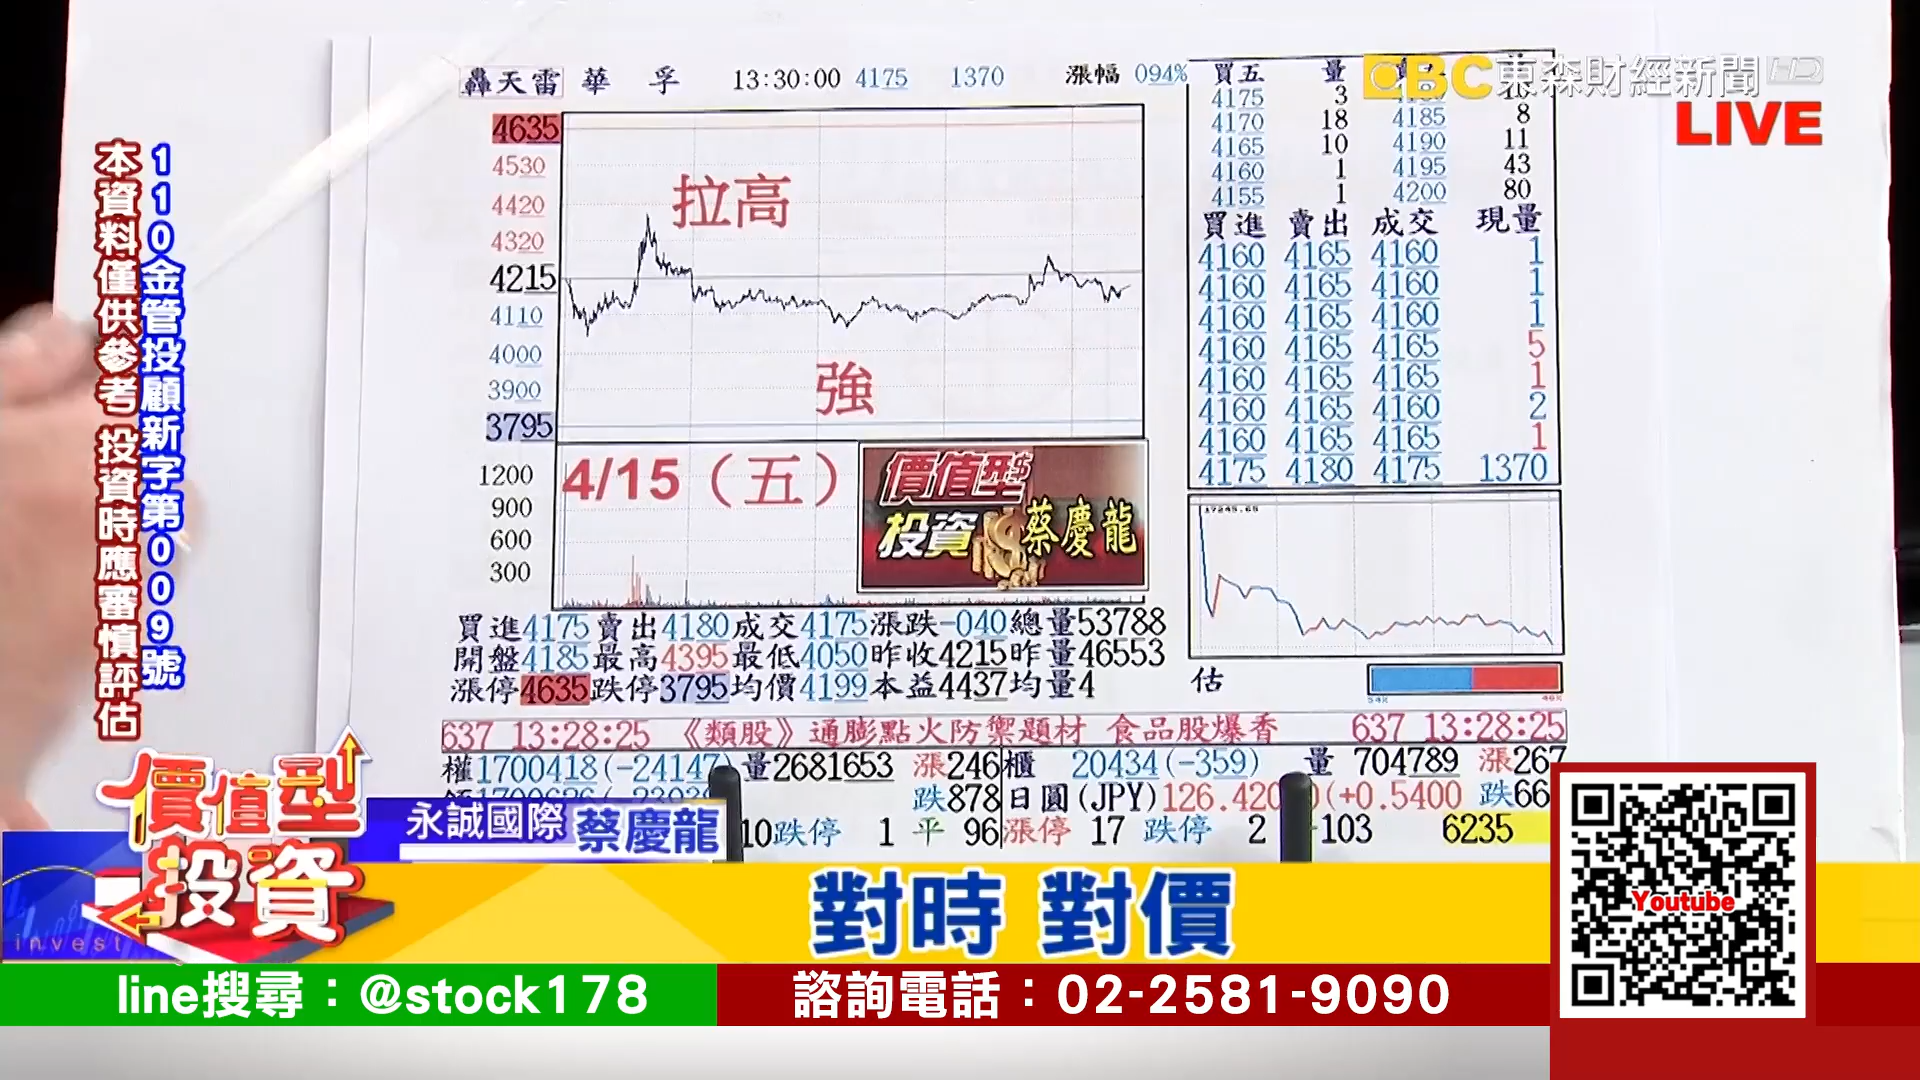 EBC東森財經新聞HD
LIVE
110金管投顧新字第009號
本資料僅供參考 投資時應審慎評估
轟天雷 華孚 13:30:00 4175 1370 漲幅 094%
4635
4530
4420
4320
4215
4110
4000
3900
3795
1200
900
600
300
拉高
強
4/15（五）
價值型$
投資 蔡慶龍
買五 量
4175 3
4170 18 4185 8
4165 10 4190 11
4160 1 4195 43
4155 1 4200 80
買進 賣出 成交 現量
4160 4165 4160 1
4160 4165 4160 1
4160 4165 4160 1
4160 4165 4165 5
4160 4165 4165 1
4160 4165 4160 2
4160 4165 4165 1
4175 4180 4175 1370
17245.65
估
54% 46%
買進4175賣出4180成交4175漲跌-040總量53788
開盤4185最高4395最低4050昨收4215昨量46553
漲停4635跌停3795均價4199本益4437均量4
637 13:28:25 《類股》通膨點火防禦題材 食品股爆香 637 13:28:25
權1700418(-24147)量2681653 漲246櫃 20434(-359) 量 704789 漲267
跌878日圓(JPY)126.420 (+0.5400 跌66
10跌停 1 平 96漲停 17 跌停 2 103 6235
價值型投資
invest
永誠國際 蔡慶龍
對時 對價
Youtube
line搜尋：@stock178
諮詢電話：02-2581-9090